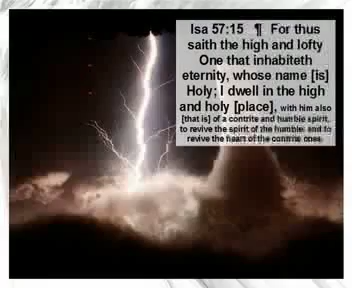 Isa 57:15 ¶ For thus
saith the high and lofty
One that inhabiteth
eternity, whose name [is]
Holy; I dwell in the high
and holy [place], with him also
[that is] of a contrite and humble spirit,
to revive the spirit of the humble, and to
revive the heart of the contrite ones.